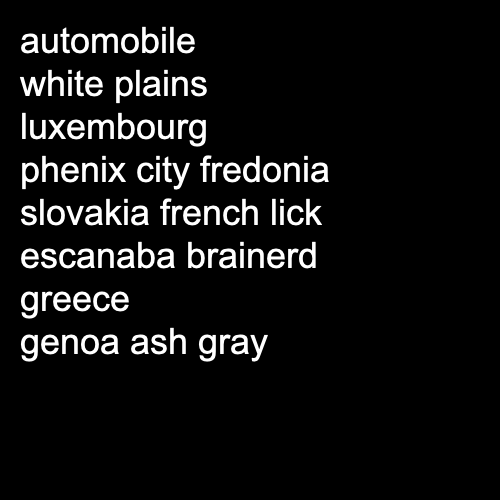 automobile
white plains
luxembourg
phenix city fredonia
slovakia french lick
escanaba brainerd
greece
genoa ash gray